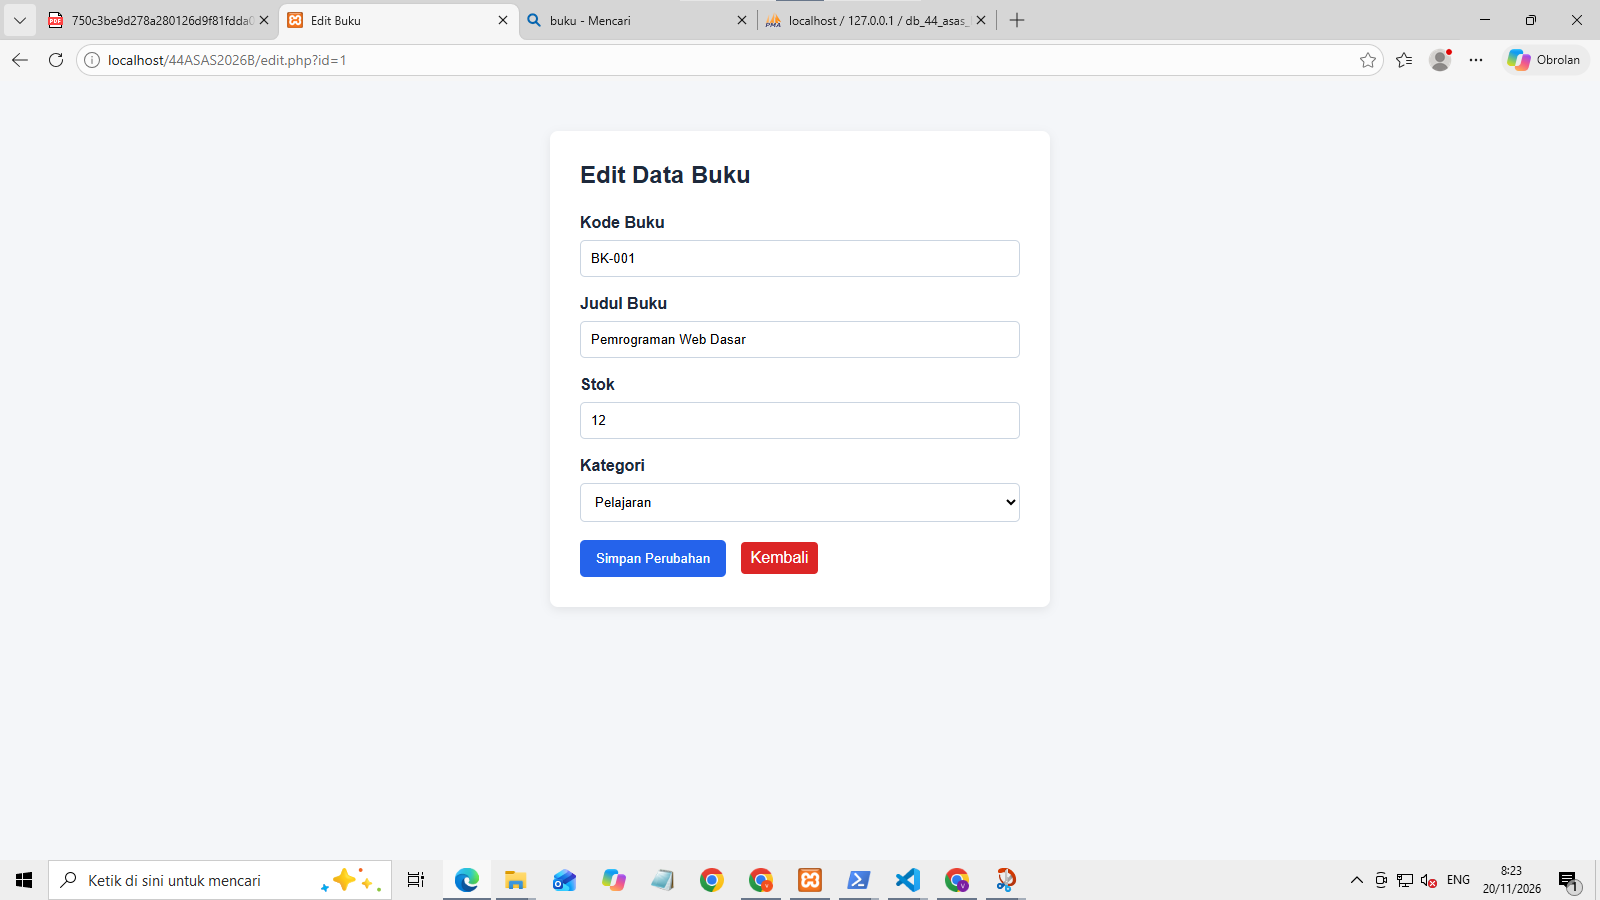 750c3be9d278a280126d9f81fdda0
Edit Buku
buku - Mencari
localhost / 127.0.0.1 / db_44_asas_
localhost/44ASAS2026B/edit.php?id=1
Obrolan
Edit Data Buku
Kode Buku
BK-001
Judul Buku
Pemrograman Web Dasar
Stok
12
Kategori
Pelajaran
Simpan Perubahan
Kembali
Ketik di sini untuk mencari
ENG
8:23
20/11/2026
1